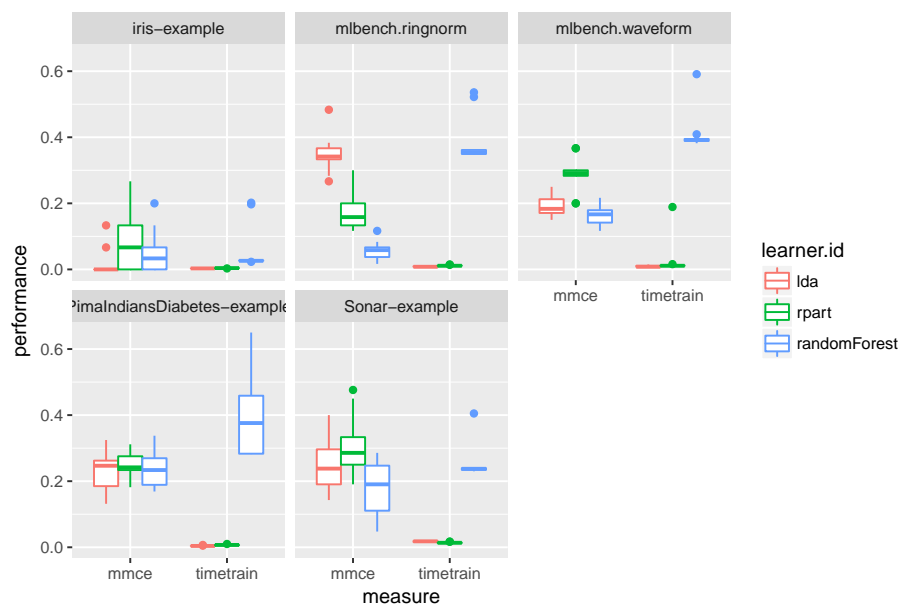 iris−example
mlbench.ringnorm
mlbench.waveform
0.6
0.4
0.2
0.0
PimaIndiansDiabetes−example
Sonar−example
mmce
timetrain
0.6
0.4
0.2
0.0
mmce
timetrain
mmce
timetrain
measure
performance
learner.id
lda
rpart
randomForest